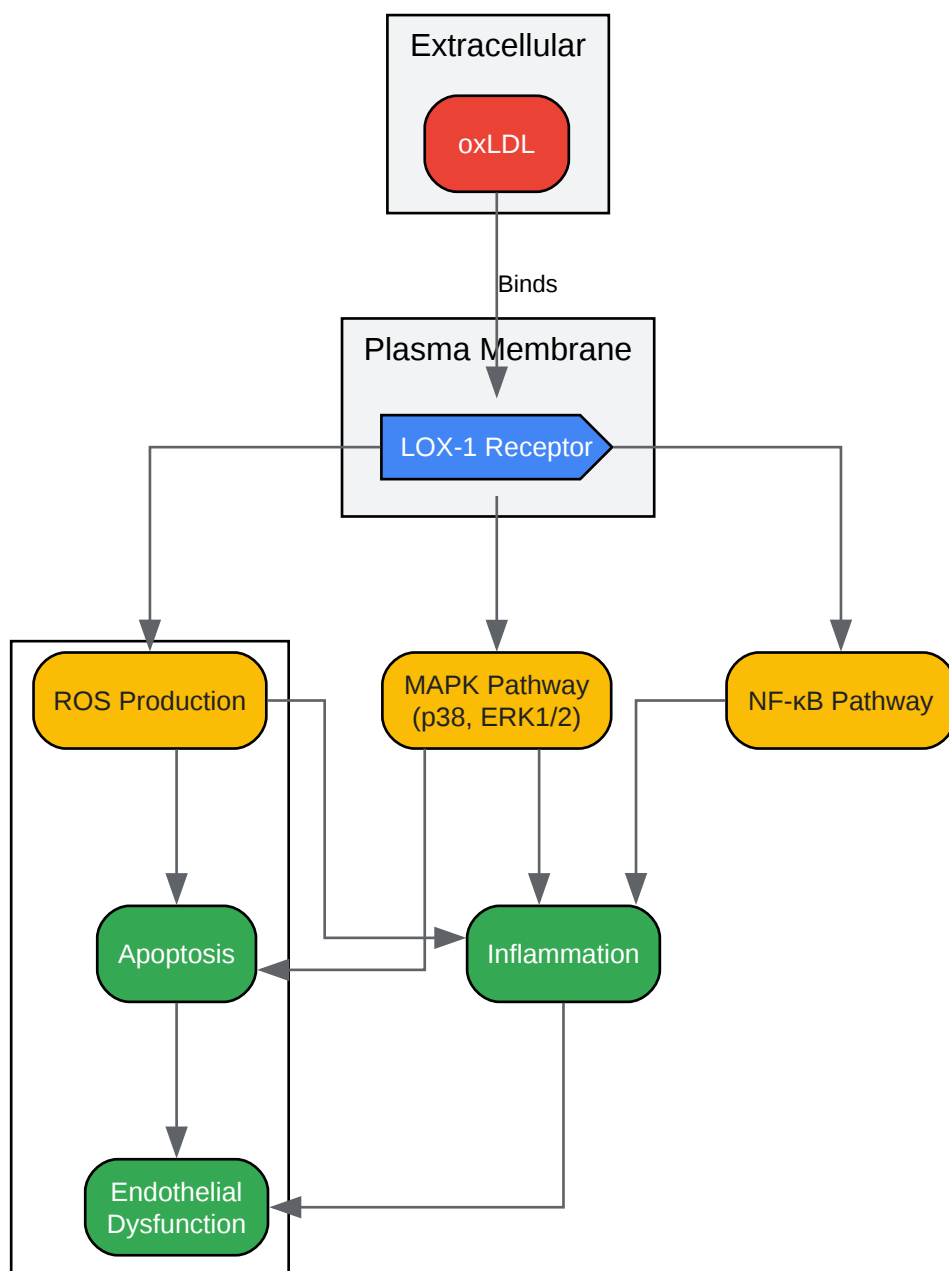 Extracellular
oxLDL
Binds
Plasma Membrane
LOX-1 Receptor
ROS Production
MAPK Pathway
(p38, ERK1/2)
NF-κB Pathway
Apoptosis
Inflammation
Endothelial
Dysfunction